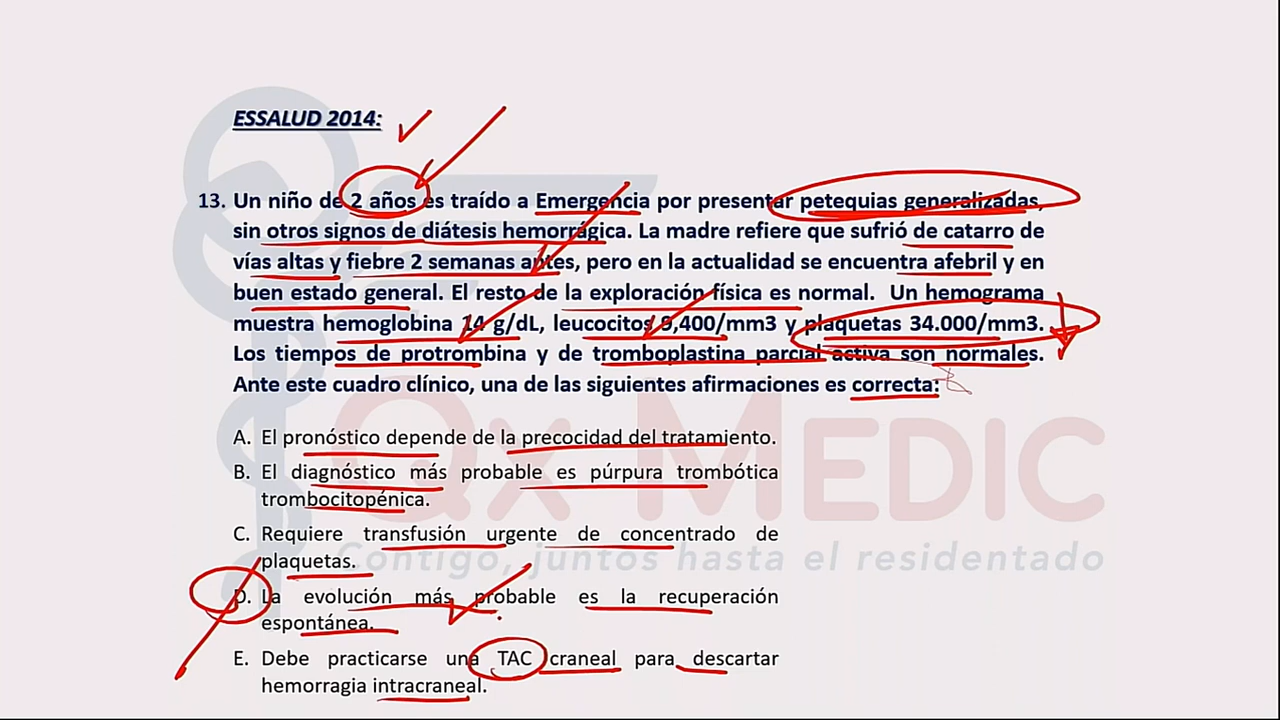 ESSALUD 2014:
13. Un niño de 2 años es traído a Emergencia por presentar petequias generalizadas,
sin otros signos de diátesis hemorrágica. La madre refiere que sufrió de catarro de
vías altas y fiebre 2 semanas antes, pero en la actualidad se encuentra afebril y en
buen estado general. El resto de la exploración física es normal. Un hemograma
muestra hemoglobina 14 g/dL, leucocitos 9,400/mm3 y plaquetas 34.000/mm3.
Los tiempos de protrombina y de tromboplastina parcial activa son normales.
Ante este cuadro clínico, una de las siguientes afirmaciones es correcta:
A. El pronóstico depende de la precocidad del tratamiento.
B. El diagnóstico más probable es púrpura trombótica
trombocitopénica.
C. Requiere transfusión urgente de concentrado de
plaquetas.
D. La evolución más probable es la recuperación
espontánea.
E. Debe practicarse una TAC craneal para descartar
hemorragia intracraneal.
Qx MEDIC
Contigo, juntos hasta el residentado